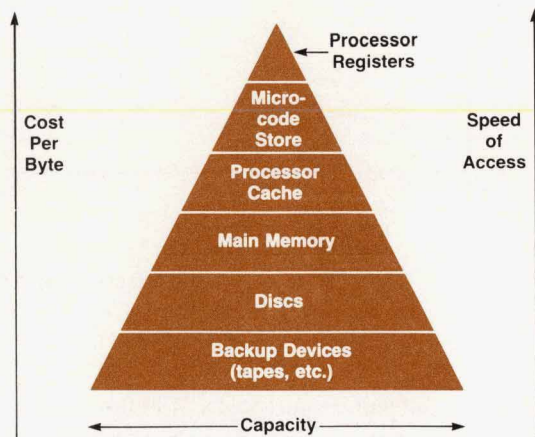 Processor
Registers
Micro-
code
Store
Cost
Per
Byte
Speed
of
Access
Processor
Cache
Main Memory
Discs
Backup Devices
(tapes, etc.)
Capacity